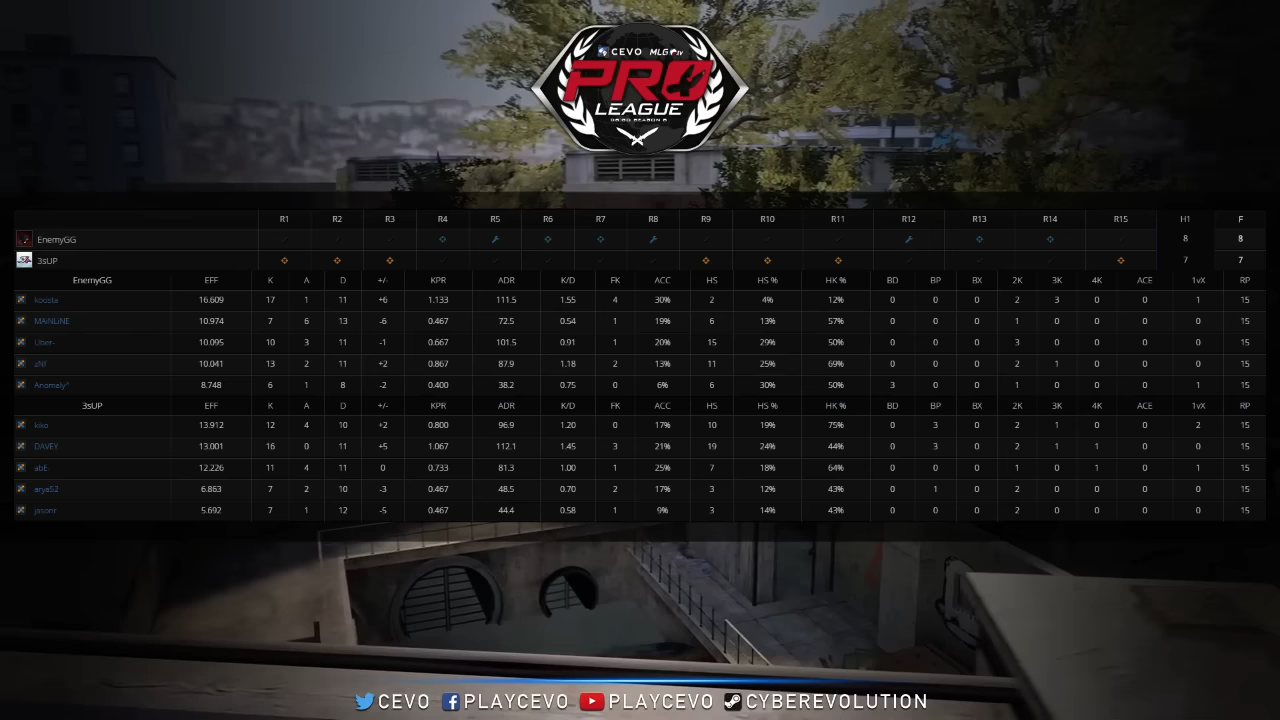 CEVO MLG.tv
PRO
LEAGUE
R1 R2 R3 R4 R5 R6 R7 R8 R9 R10 R11 R12 R13 R14 R15 H1 F
EnemyGG 8 8
3sUP 7 7
EnemyGG EFF K A D +/- KPR ADR K/D FK ACC HS HS % HK % BD BP BX 2K 3K 4K ACE 1vX RP
koosta 16.609 17 1 11 +6 1.133 111.5 1.55 4 30% 2 4% 12% 0 0 0 2 3 0 0 1 15
MAiNLiNE 10.974 7 6 13 -6 0.467 72.5 0.54 1 19% 6 13% 57% 0 0 0 1 0 0 0 0 15
Uber- 10.095 10 3 11 -1 0.667 101.5 0.91 1 20% 15 29% 50% 0 0 0 3 0 0 0 0 15
zNf 10.041 13 2 11 +2 0.867 87.9 1.18 2 13% 11 25% 69% 0 0 0 2 1 0 0 0 15
Anomaly^ 8.748 6 1 8 -2 0.400 38.2 0.75 0 6% 6 30% 50% 3 0 0 1 0 0 0 1 15
3sUP EFF K A D +/- KPR ADR K/D FK ACC HS HS % HK % BD BP BX 2K 3K 4K ACE 1vX RP
kiko 13.912 12 4 10 +2 0.800 96.9 1.20 0 17% 10 19% 75% 0 3 0 2 1 0 0 2 15
DAVEY 13.001 16 0 11 +5 1.067 112.1 1.45 3 21% 19 24% 44% 0 3 0 2 1 1 0 0 15
abE. 12.226 11 4 11 0 0.733 81.3 1.00 1 25% 7 18% 64% 0 0 0 1 0 1 0 1 15
arya52 6.863 7 2 10 -3 0.467 48.5 0.70 2 17% 3 12% 43% 0 1 0 2 0 0 0 0 15
jasonr 5.692 7 1 12 -5 0.467 44.4 0.58 1 9% 3 14% 43% 0 0 0 2 0 0 0 0 15
CEVO PLAYCEVO PLAYCEVO CYBEREVOLUTION